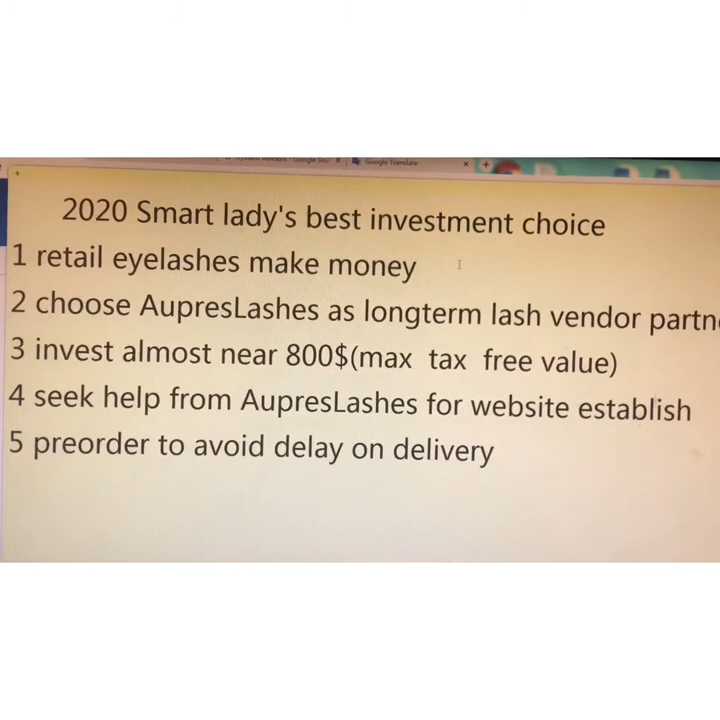 Google Translate
2020 Smart lady's best investment choice
1 retail eyelashes make money
2 choose AupresLashes as longterm lash vendor partn
3 invest almost near 800$(max tax free value)
4 seek help from AupresLashes for website establish
5 preorder to avoid delay on delivery